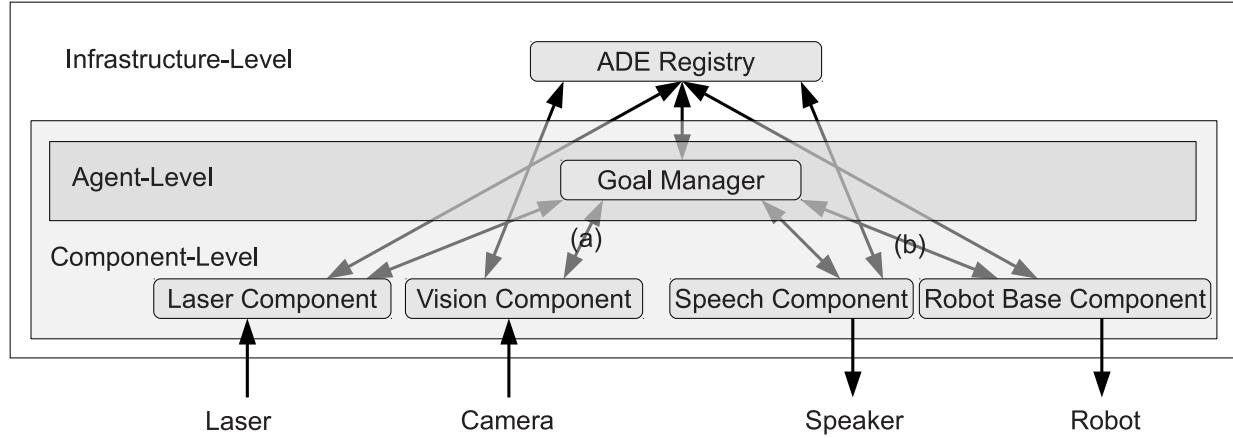 Infrastructure-Level
ADE Registry
Agent-Level
Goal Manager
(a)
(b)
Component-Level
Laser Component
Vision Component
Speech Component
Robot Base Component
Laser
Camera
Speaker
Robot